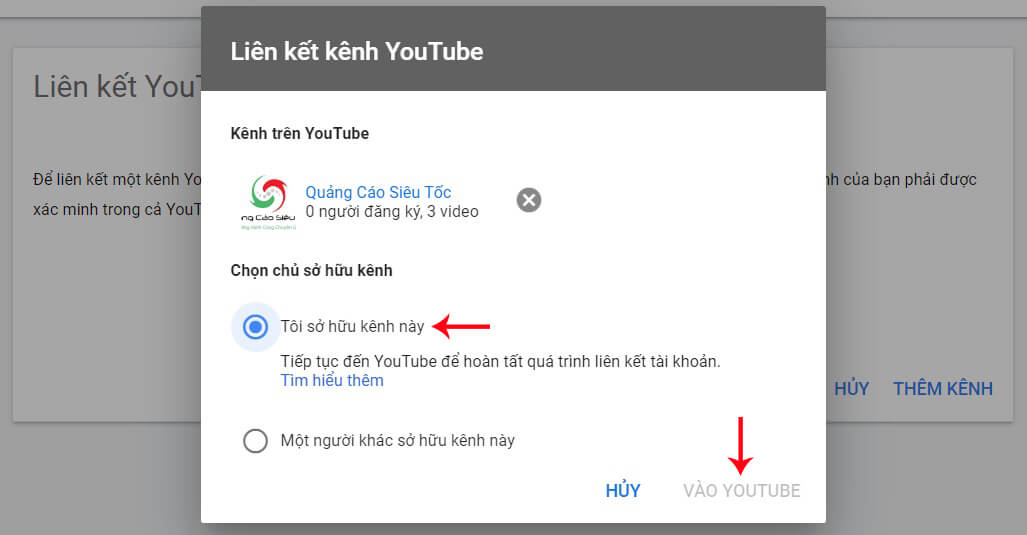 Liên kết kênh YouTube
Liên kết You
Kênh trên YouTube
Để liên kết một kênh
nh của bạn phải được
xác minh trong cả
Quảng Cáo Siêu Tốc
0 người đăng ký, 3 video
ng Cáo Siêu
Chọn chủ sở hữu kênh
Tôi sở hữu kênh này
Tiếp tục đến YouTube để hoàn tất quá trình liên kết tài khoản.
Tìm hiểu thêm
HỦY THÊM KÊNH
Một người khác sở hữu kênh này
HỦY VÀO YOUTUBE